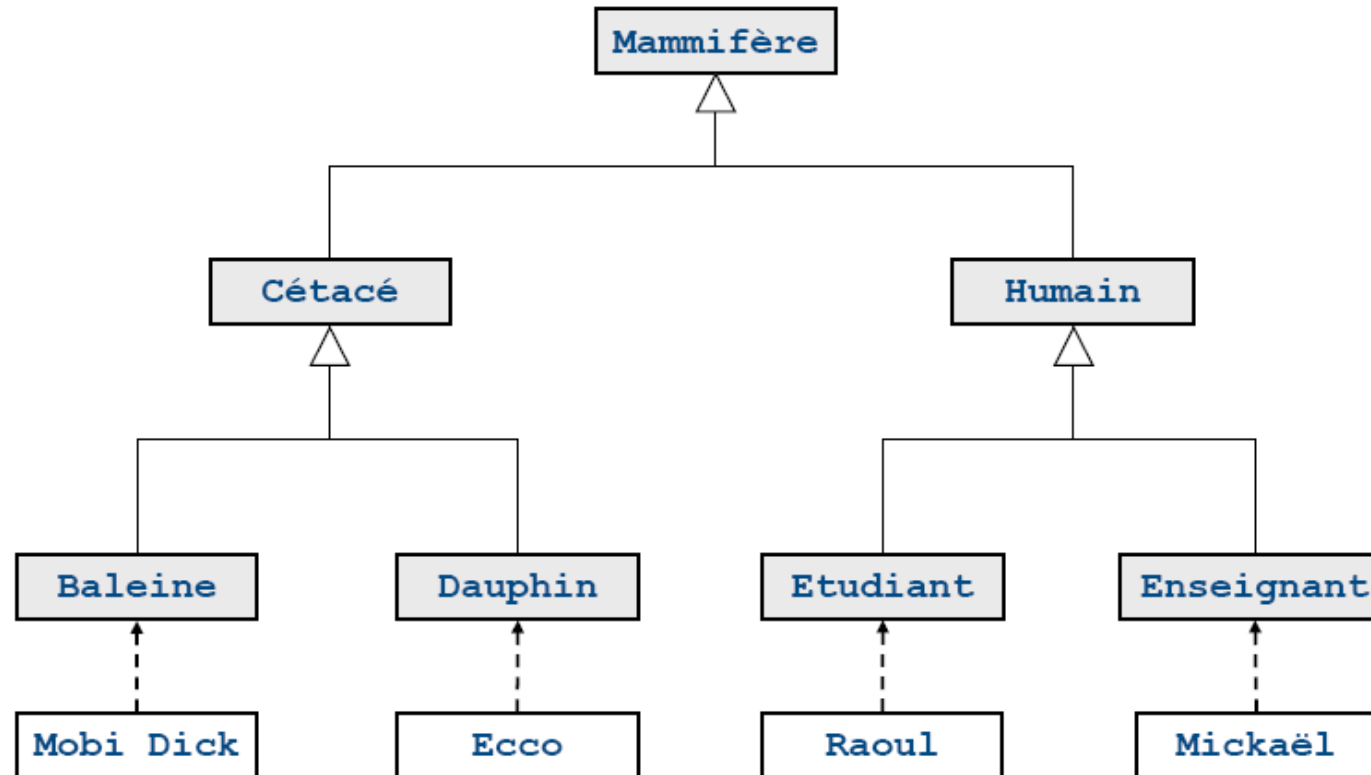 Mammifère
Cétacé
Humain
Baleine
Dauphin
Etudiant
Enseignant
Mobi Dick
Ecco
Raoul
Mickaël